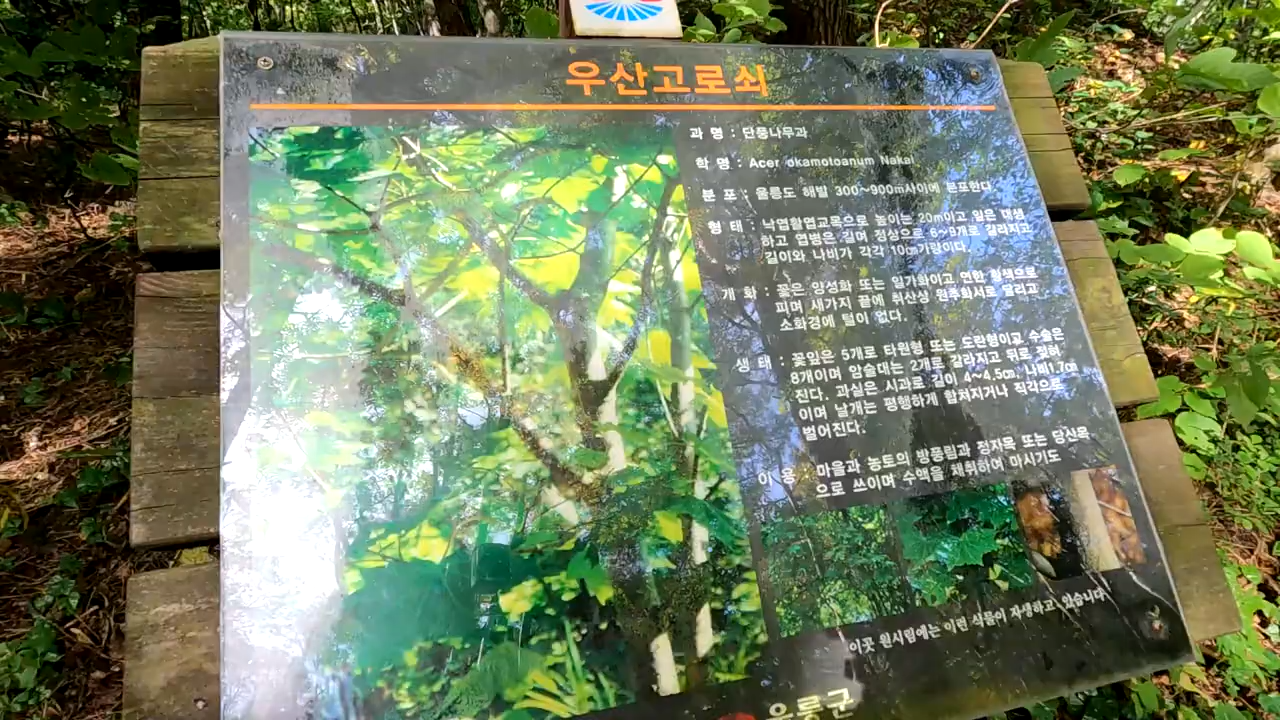 우산고로쇠
과 명 : 단풍나무과
학 명 : Acer okamotoanum Nakai
분 포 : 울릉도 해발 300~900m사이에 분포한다
형 태 : 낙엽활엽교목으로 높이는 20m이고 잎은 대생
하고 엽병은 길며 정상으로 6~9개로 갈라지고
길이와 나비가 각각 10cm가량이다.
개 화 : 꽃은 양성화 또는 일가화이고 연한 황색으로
피며 새가지 끝에 취산상 원추화서로 달리고
소화경에 털이 없다.
생 태 : 꽃잎은 5개로 타원형 또는 도란형이고 수술은
8개이며 암술대는 2개로 갈라지고 뒤로 젖혀
진다. 과실은 시과로 길이 4~4.5cm, 나비1.7cm
이며 날개는 평행하게 합쳐지거나 직각으로
벌어진다.
이 용 : 마을과 농토의 방풍림과 정자목 또는 당산목
으로 쓰이며 수액을 채취하여 마시기도
이곳 원시림에는 이런 식물이 자생하고 있습니다
울릉군